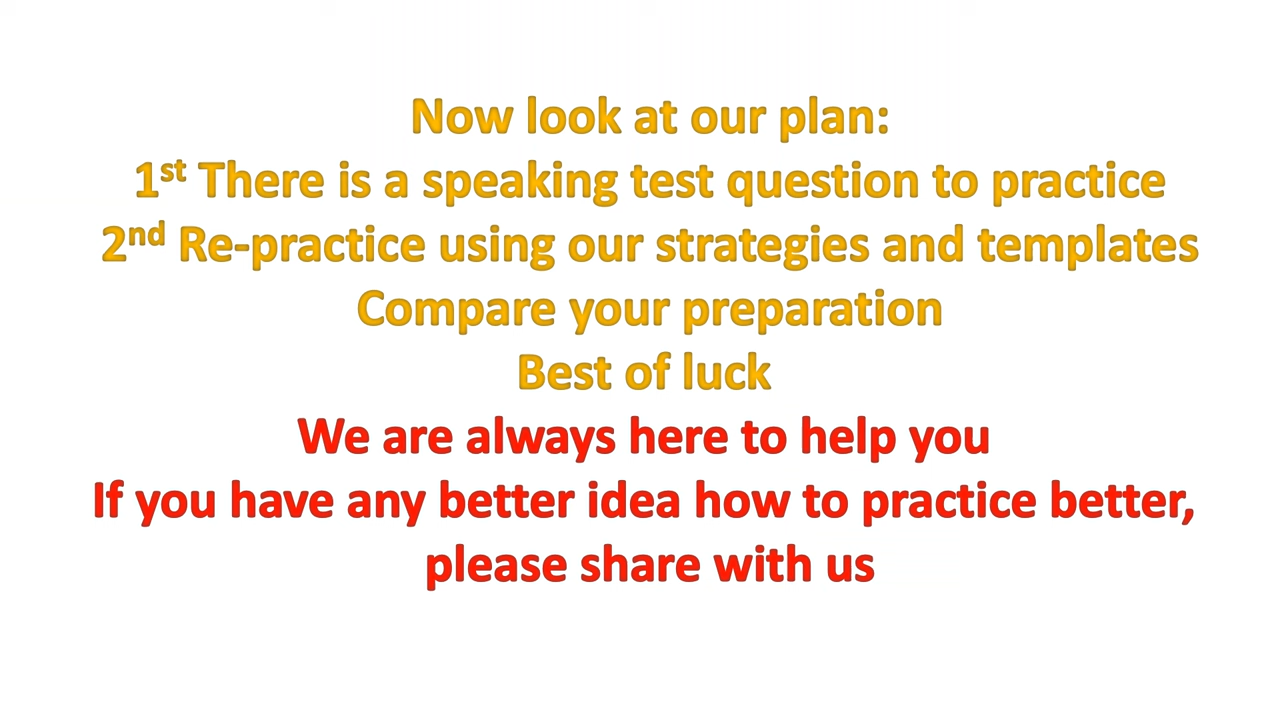 Now look at our plan:
1st There is a speaking test question to practice
2nd Re-practice using our strategies and templates
Compare your preparation
Best of luck
We are always here to help you
If you have any better idea how to practice better,
please share with us